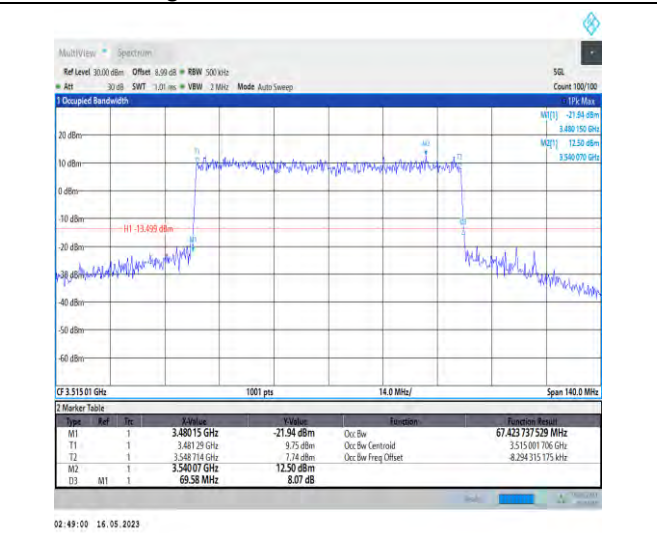 MultiView Spectrum
Ref Level 30.00 dBm Offset 8.99 dB RBW 500 kHz SGL
Att 30 dB SWT 1.01 ms VBW 2 MHz Mode Auto Sweep Count 100/100
1 Occupied Bandwidth 1Pk Max
M1[1] -21.94 dBm
3.480 150 GHz
M2[1] 12.50 dBm
3.540 070 GHz
20 dBm
10 dBm
0 dBm
-10 dBm
H1 -13.499 dBm
-20 dBm
-30 dBm
-40 dBm
-50 dBm
-60 dBm
CF 3.515 01 GHz 1001 pts 14.0 MHz/ Span 140.0 MHz
2 Marker Table
Type Ref Trc X-Value Y-Value Function Function Result
M1 1 3.48015 GHz -21.94 dBm Occ Bw 67.423 737 529 MHz
T1 1 3.481 29 GHz 9.75 dBm Occ Bw Centroid 3.515 001 706 GHz
T2 1 3.548 714 GHz 7.74 dBm Occ Bw Freq Offset -8.294 315 175 kHz
M2 1 3.54007 GHz 12.50 dBm
D3 M1 1 69.58 MHz 8.07 dB
02:49:00 16.05.2023